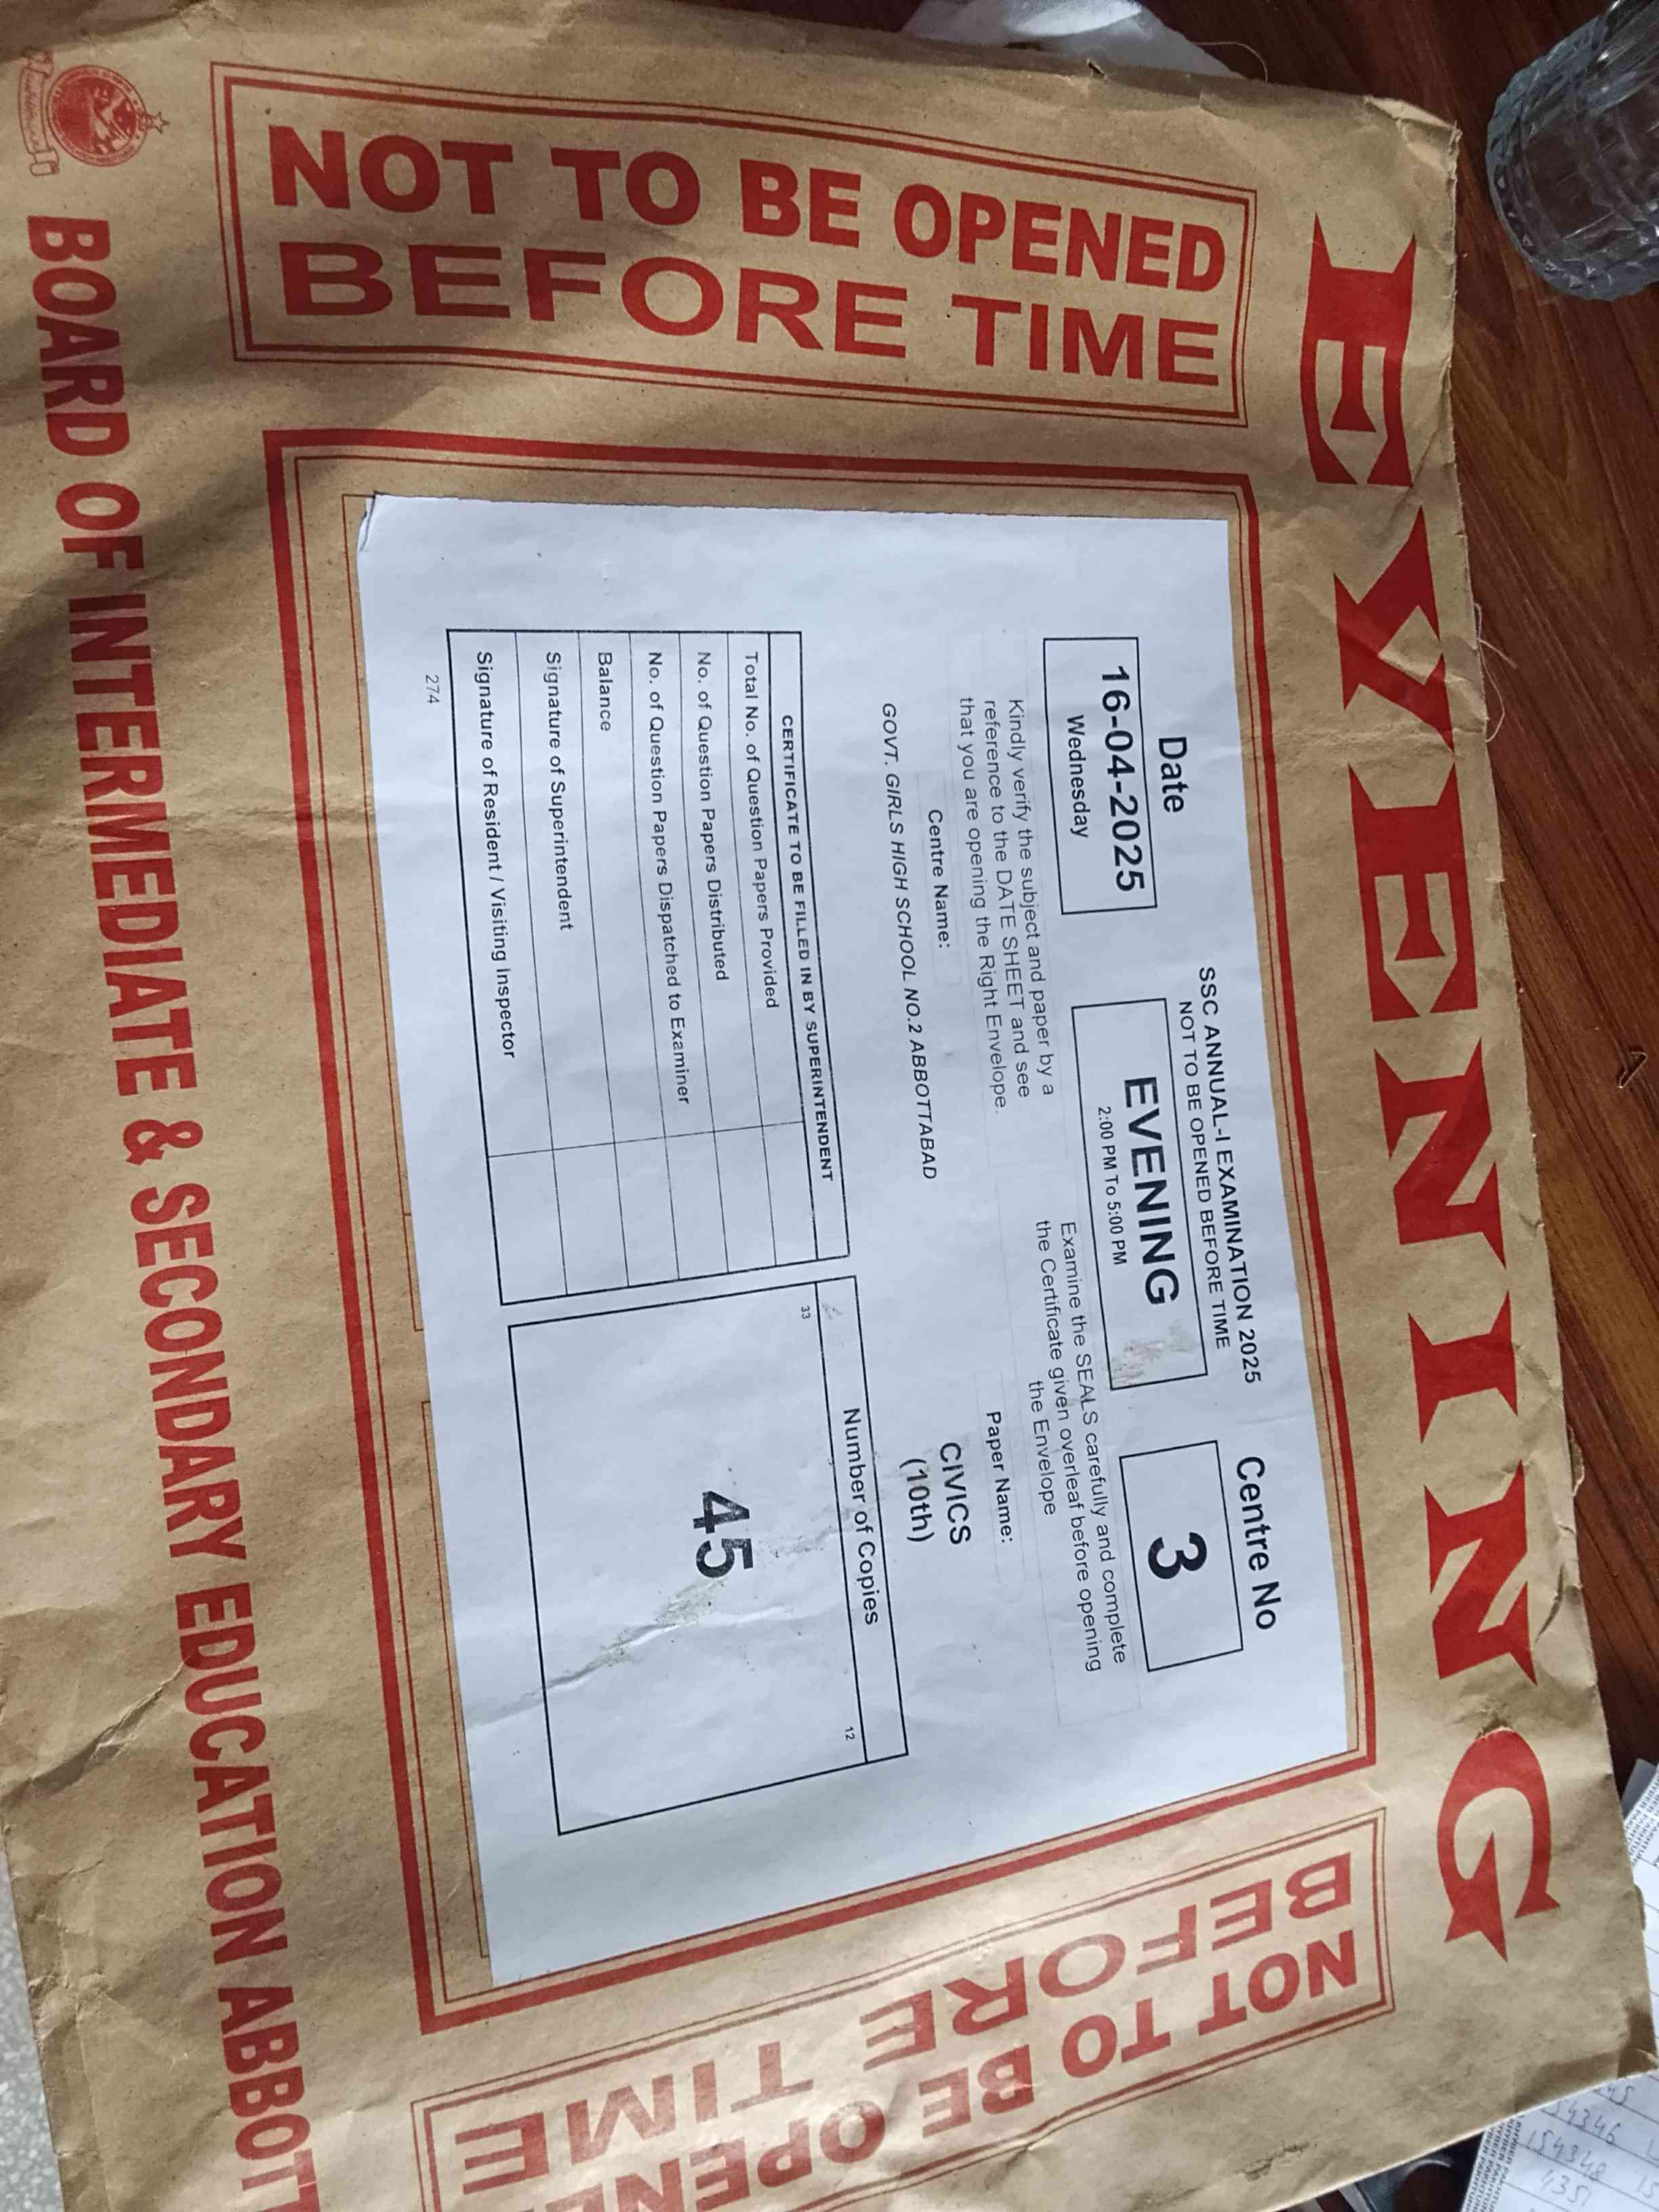 EVENING
NOT TO BE OPENED
BEFORE TIME
SSC ANNUAL-I EXAMINATION 2025
NOT TO BE OPENED BEFORE TIME
Date
16-04-2025
Wednesday
EVENING
2:00 PM To 5:00 PM
Centre No
3
Kindly verify the subject and paper by a
reference to the DATE SHEET and see
that you are opening the Right Envelope.
Examine the SEALS carefully and complete
the Certificate given overleaf before opening
the Envelope
Centre Name:
GOVT. GIRLS HIGH SCHOOL NO.2 ABBOTTABAD
Paper Name:
CIVICS
(10th)
CERTIFICATE TO BE FILLED IN BY SUPERINTENDENT
Total No. of Question Papers Provided
No. of Question Papers Distributed
No. of Question Papers Dispatched to Examiner
Balance
Signature of Superintendent
Signature of Resident / Visiting Inspector
274
Number of Copies
33
12
45
NOT TO BE OPENE
BEFORE TIME
BOARD OF INTERMEDIATE & SECONDARY EDUCATION ABBOT